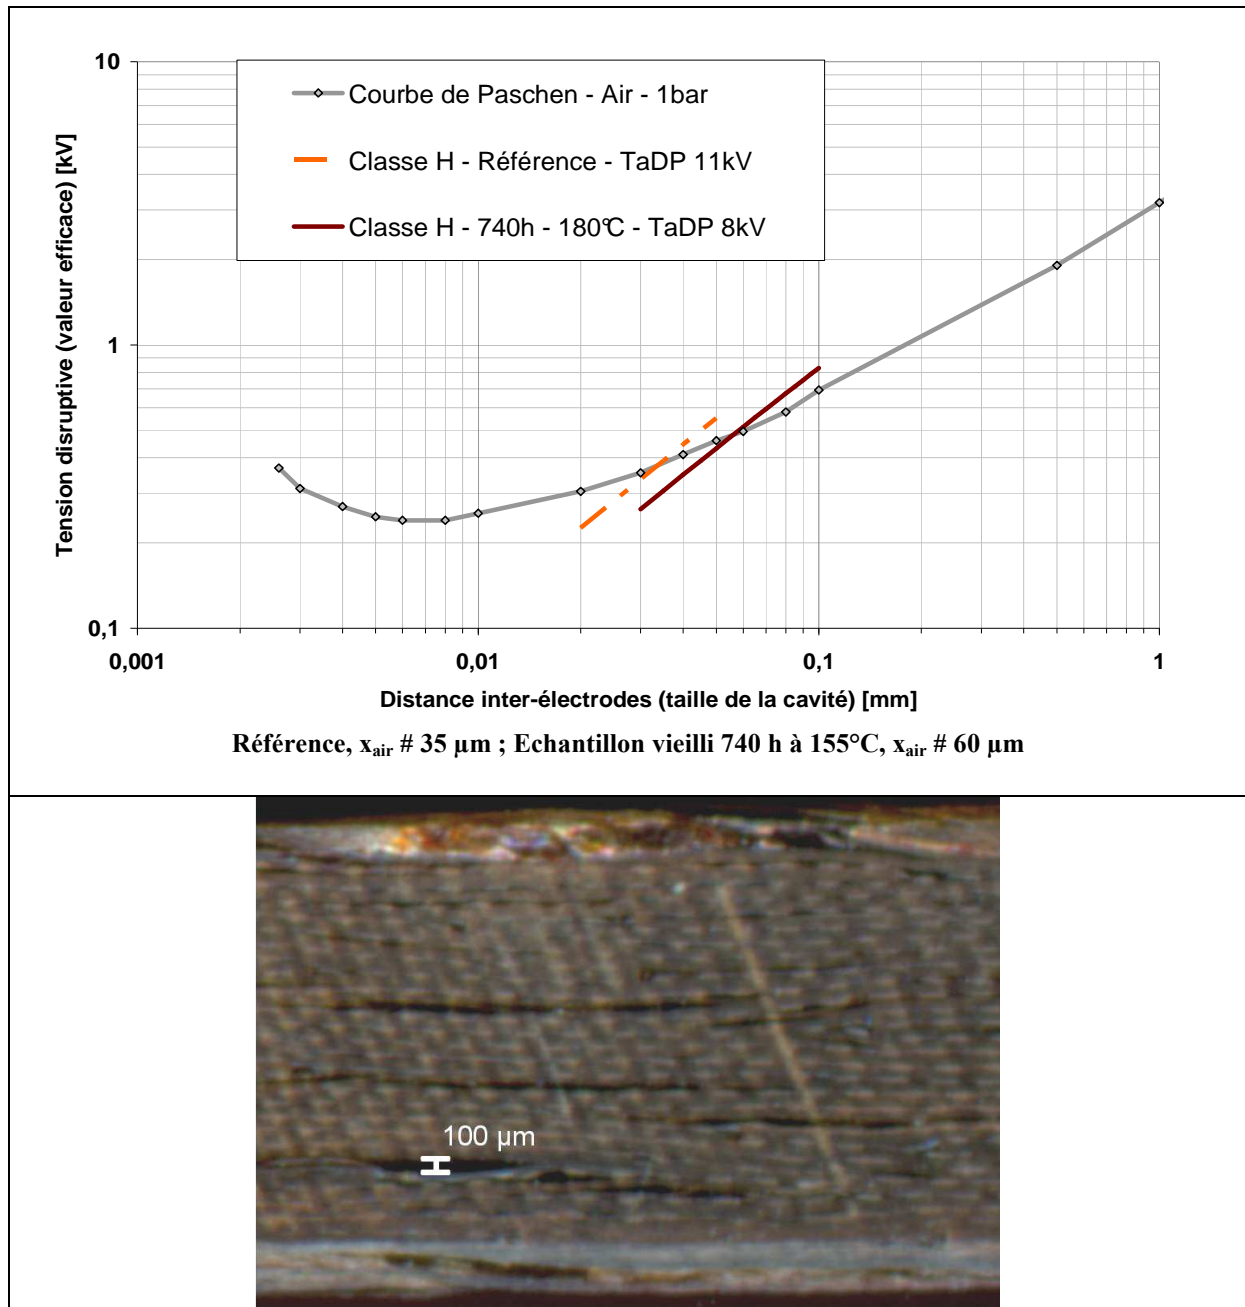 10
Courbe de Paschen - Air - 1bar
Classe H - Référence - TaDP 11kV
Classe H - 740h - 180°C - TaDP 8kV
Tension disruptive (valeur efficace) [kV]
1
0,1
0,001 0,01 0,1 1
Distance inter-électrodes (taille de la cavité) [mm]
Référence, xair # 35 µm ; Echantillon vieilli 740 h à 155°C, xair # 60 µm
100 µm